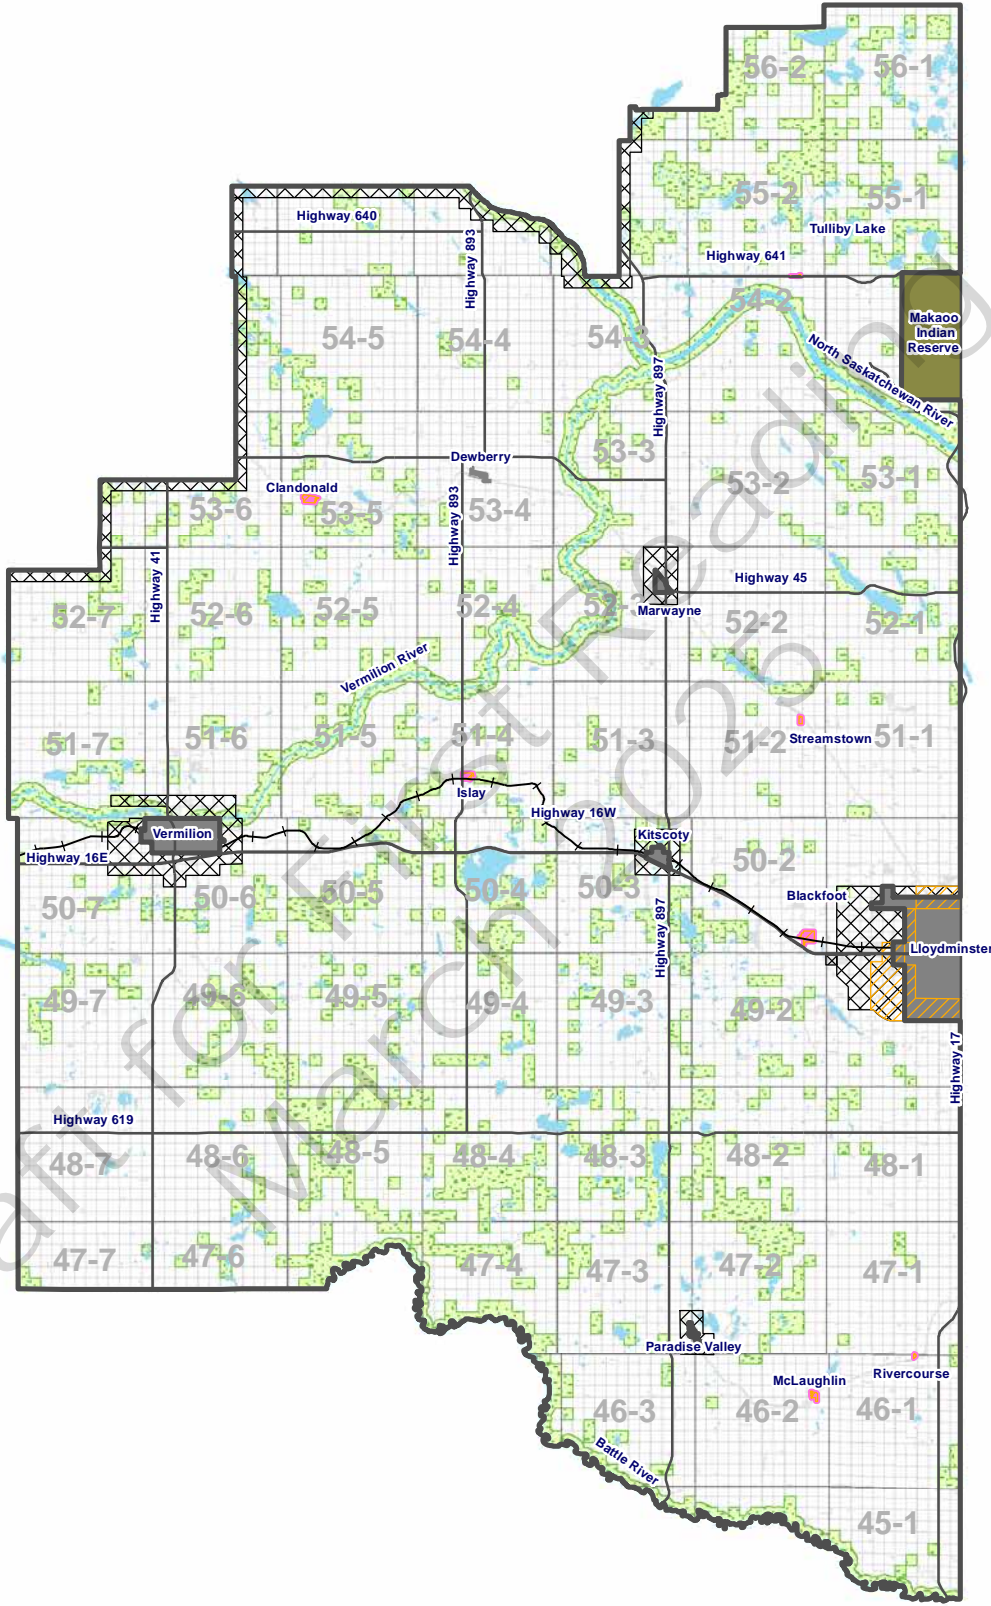 56-2
56-1
55-2
55-1
Highway 640
Tulliby Lake
Highway 893
Highway 641
54-2
54-5
54-4
54-3
Makaoo
Indian
Reserve
North Saskatchewan River
Highway 897
53-3
Dewberry
53-2
53-1
Clandonald
53-6
53-5
Highway 893
53-4
Highway 41
Highway 45
52-7
52-6
52-5
52-4
52-3
Marwayne
52-2
52-1
Vermilion River
51-7
51-6
51-5
51-4
51-3
51-2
Streamstown
51-1
Islay
Highway 16W
Vermilion
Kitscoty
Highway 16E
50-7
50-6
50-5
50-4
50-3
50-2
Blackfoot
Highway 897
Lloydminster
49-7
49-6
49-5
49-4
49-3
49-2
Highway 17
Highway 619
48-7
48-6
48-5
48-4
48-3
48-2
48-1
47-7
47-6
47-4
47-3
47-2
47-1
Paradise Valley
McLaughlin
Rivercourse
46-3
46-2
46-1
Battle River
45-1
aft for First Reading
March 2025